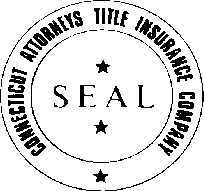 CONNECTICUT ATTORNEYS TITLE INSURANCE COMPANY
SEAL